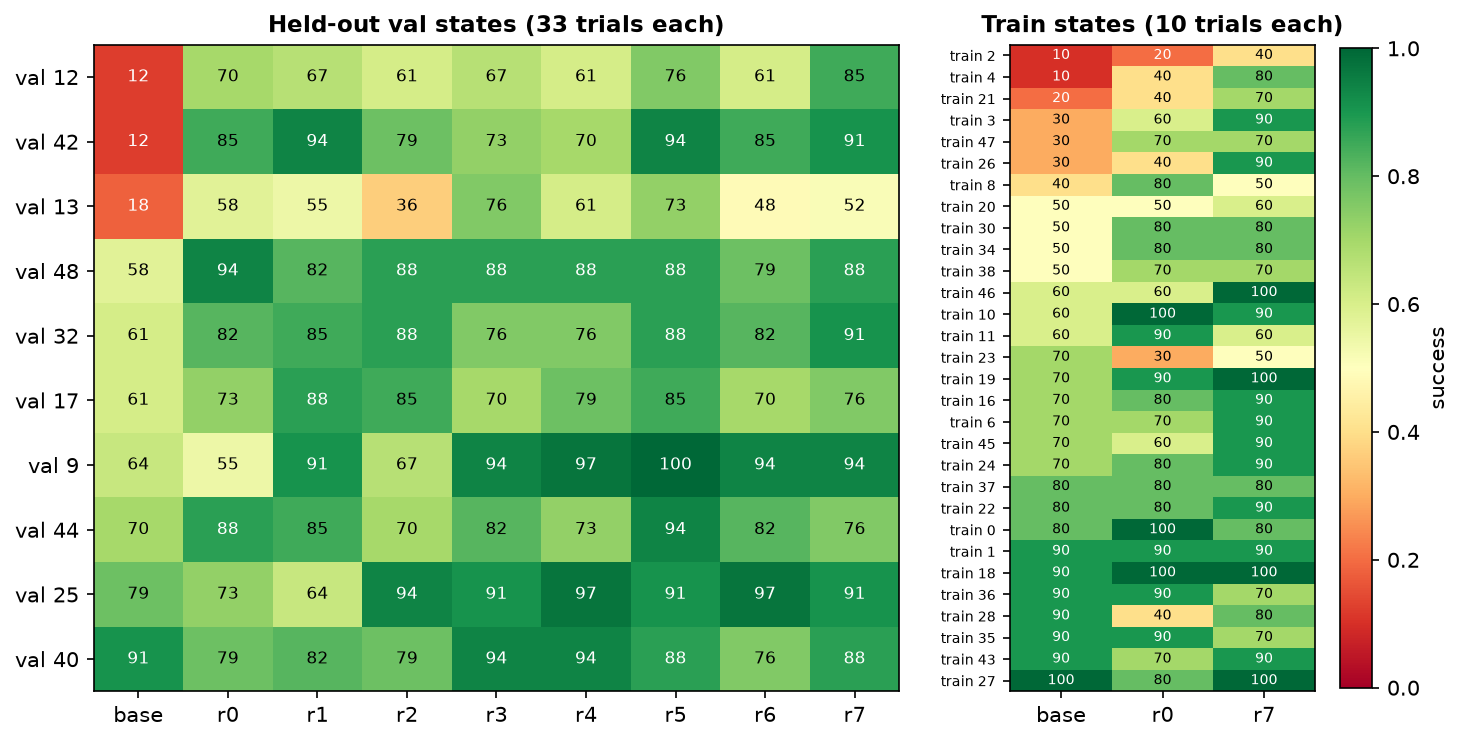 Held-out val states (33 trials each)
val 12 12 70 67 61 67 61 76 61 85
val 42 12 85 94 79 73 70 94 85 91
val 13 18 58 55 36 76 61 73 48 52
val 48 58 94 82 88 88 88 88 79 88
val 32 61 82 85 88 76 76 88 82 91
val 17 61 73 88 85 70 79 85 70 76
val 9 64 55 91 67 94 97 100 94 94
val 44 70 88 85 70 82 73 94 82 76
val 25 79 73 64 94 91 97 91 97 91
val 40 91 79 82 79 94 94 88 76 88
base r0 r1 r2 r3 r4 r5 r6 r7
Train states (10 trials each)
train 2 10 20 40
train 4 10 40 80
train 21 20 40 70
train 3 30 60 90
train 47 30 70 70
train 26 30 40 90
train 8 40 80 50
train 20 50 50 60
train 30 50 80 80
train 34 50 80 80
train 38 50 70 70
train 46 60 60 100
train 10 60 100 90
train 11 60 90 60
train 23 70 30 50
train 19 70 90 100
train 16 70 80 90
train 6 70 70 90
train 45 70 60 90
train 24 70 80 90
train 37 80 80 80
train 22 80 80 90
train 0 80 100 80
train 1 90 90 90
train 18 90 100 100
train 36 90 90 70
train 28 90 40 80
train 35 90 90 70
train 43 90 70 90
train 27 100 80 100
base r0 r7
1.0
0.8
0.6
0.4
0.2
0.0
success